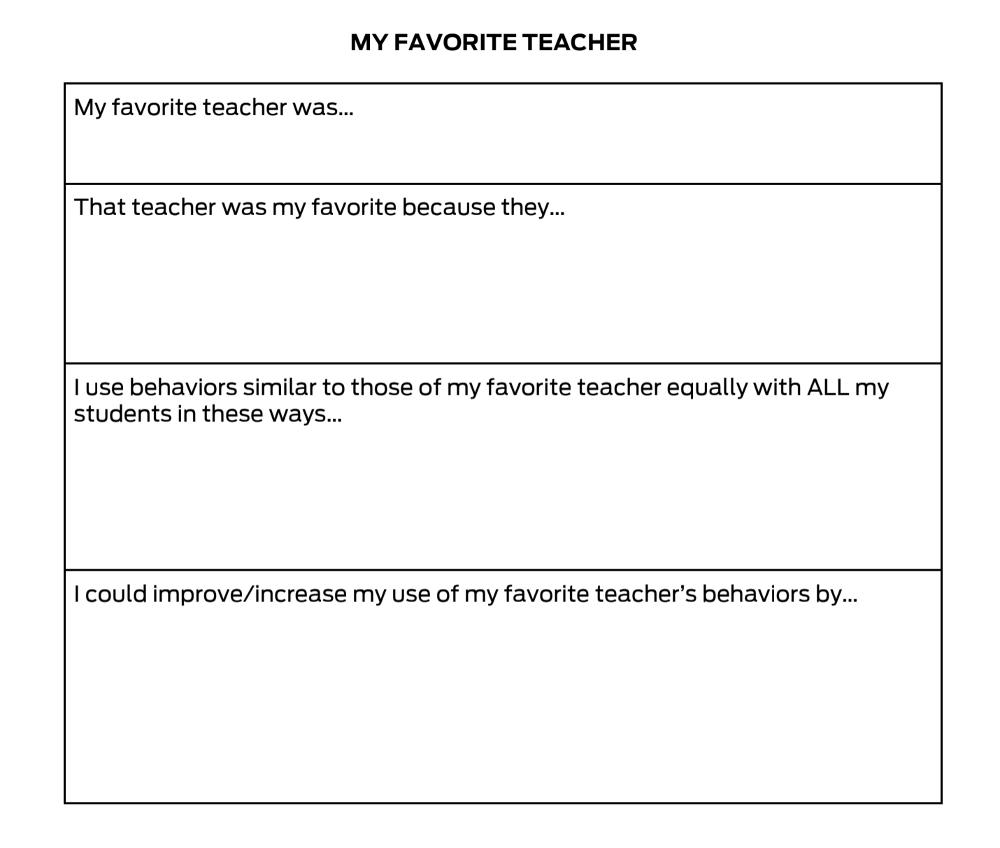 MY FAVORITE TEACHER
My favorite teacher was...
That teacher was my favorite because they...
I use behaviors similar to those of my favorite teacher equally with ALL my
students in these ways...
I could improve/increase my use of my favorite teacher’s behaviors by...